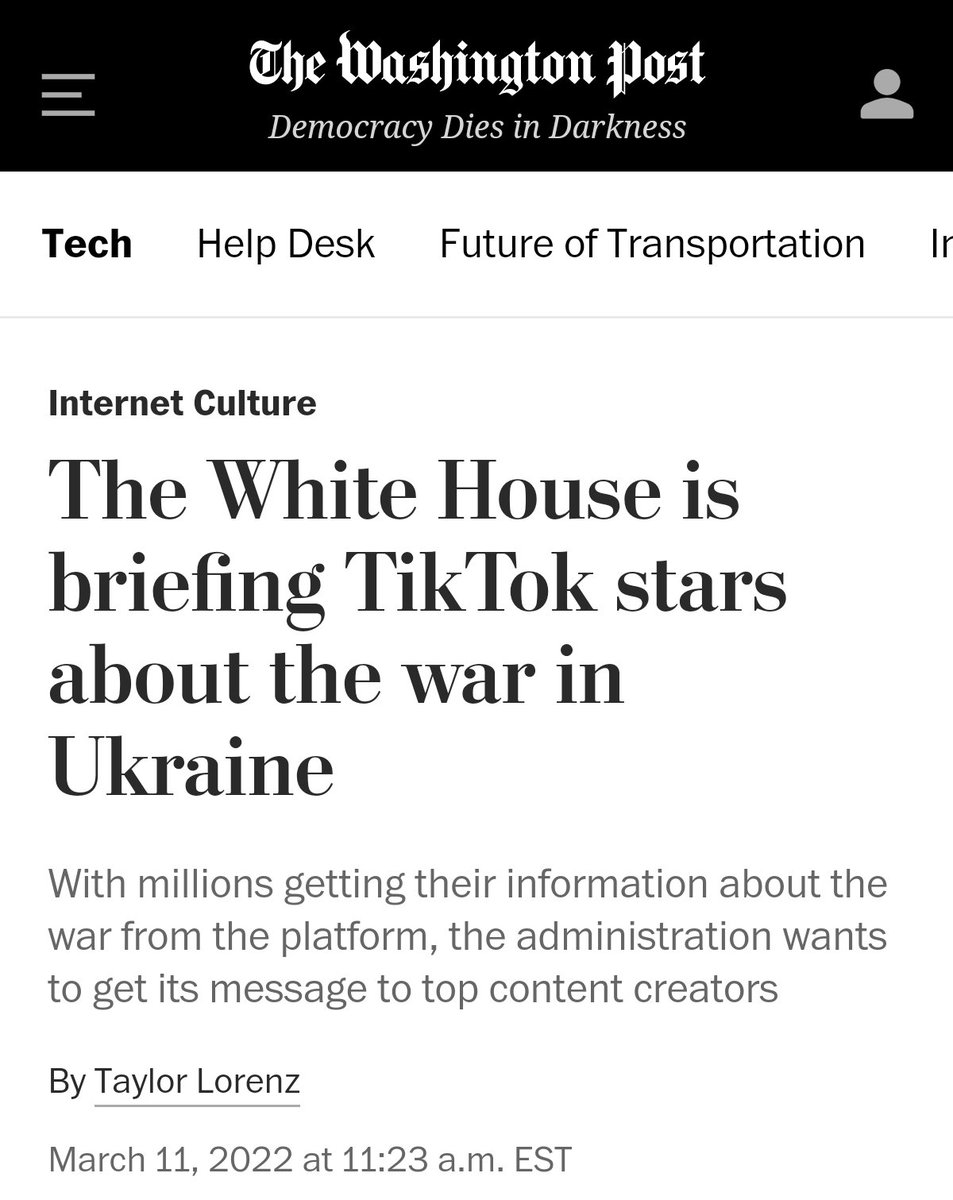 The Washington Post
Democracy Dies in Darkness
Tech Help Desk Future of Transportation
Internet Culture
The White House is
briefing TikTok stars
about the war in
Ukraine
With millions getting their information about the
war from the platform, the administration wants
to get its message to top content creators
By Taylor Lorenz
March 11, 2022 at 11:23 a.m. EST